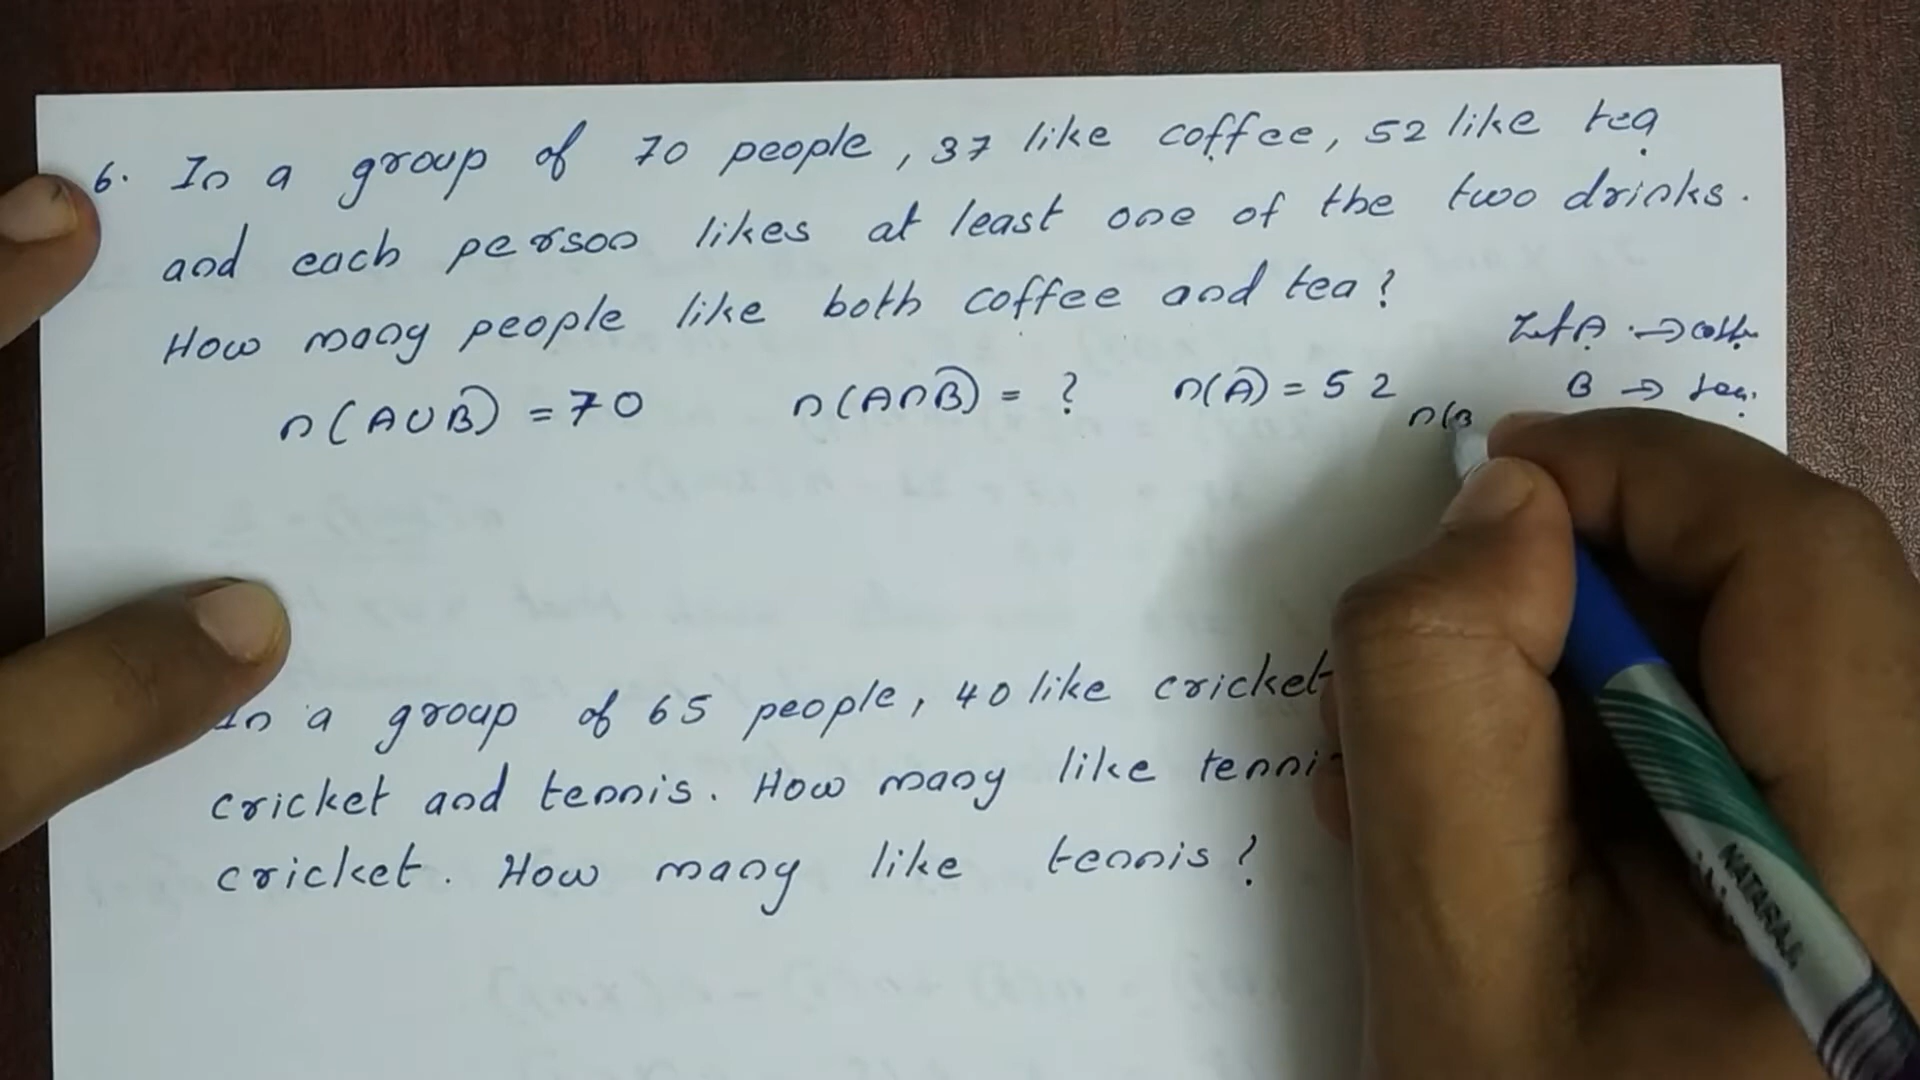 6. In a group of 70 people, 37 like coffee, 52 like tea
and each person likes at least one of the two drinks.
How many people like both coffee and tea?
Let A → coffee
B → tea.
n(A∪B) = 70 n(A∩B) = ? n(A) = 52
n(B
In a group of 65 people, 40 like cricket
cricket and tennis. How many like tenni
cricket. How many like tennis?
NATARAJ